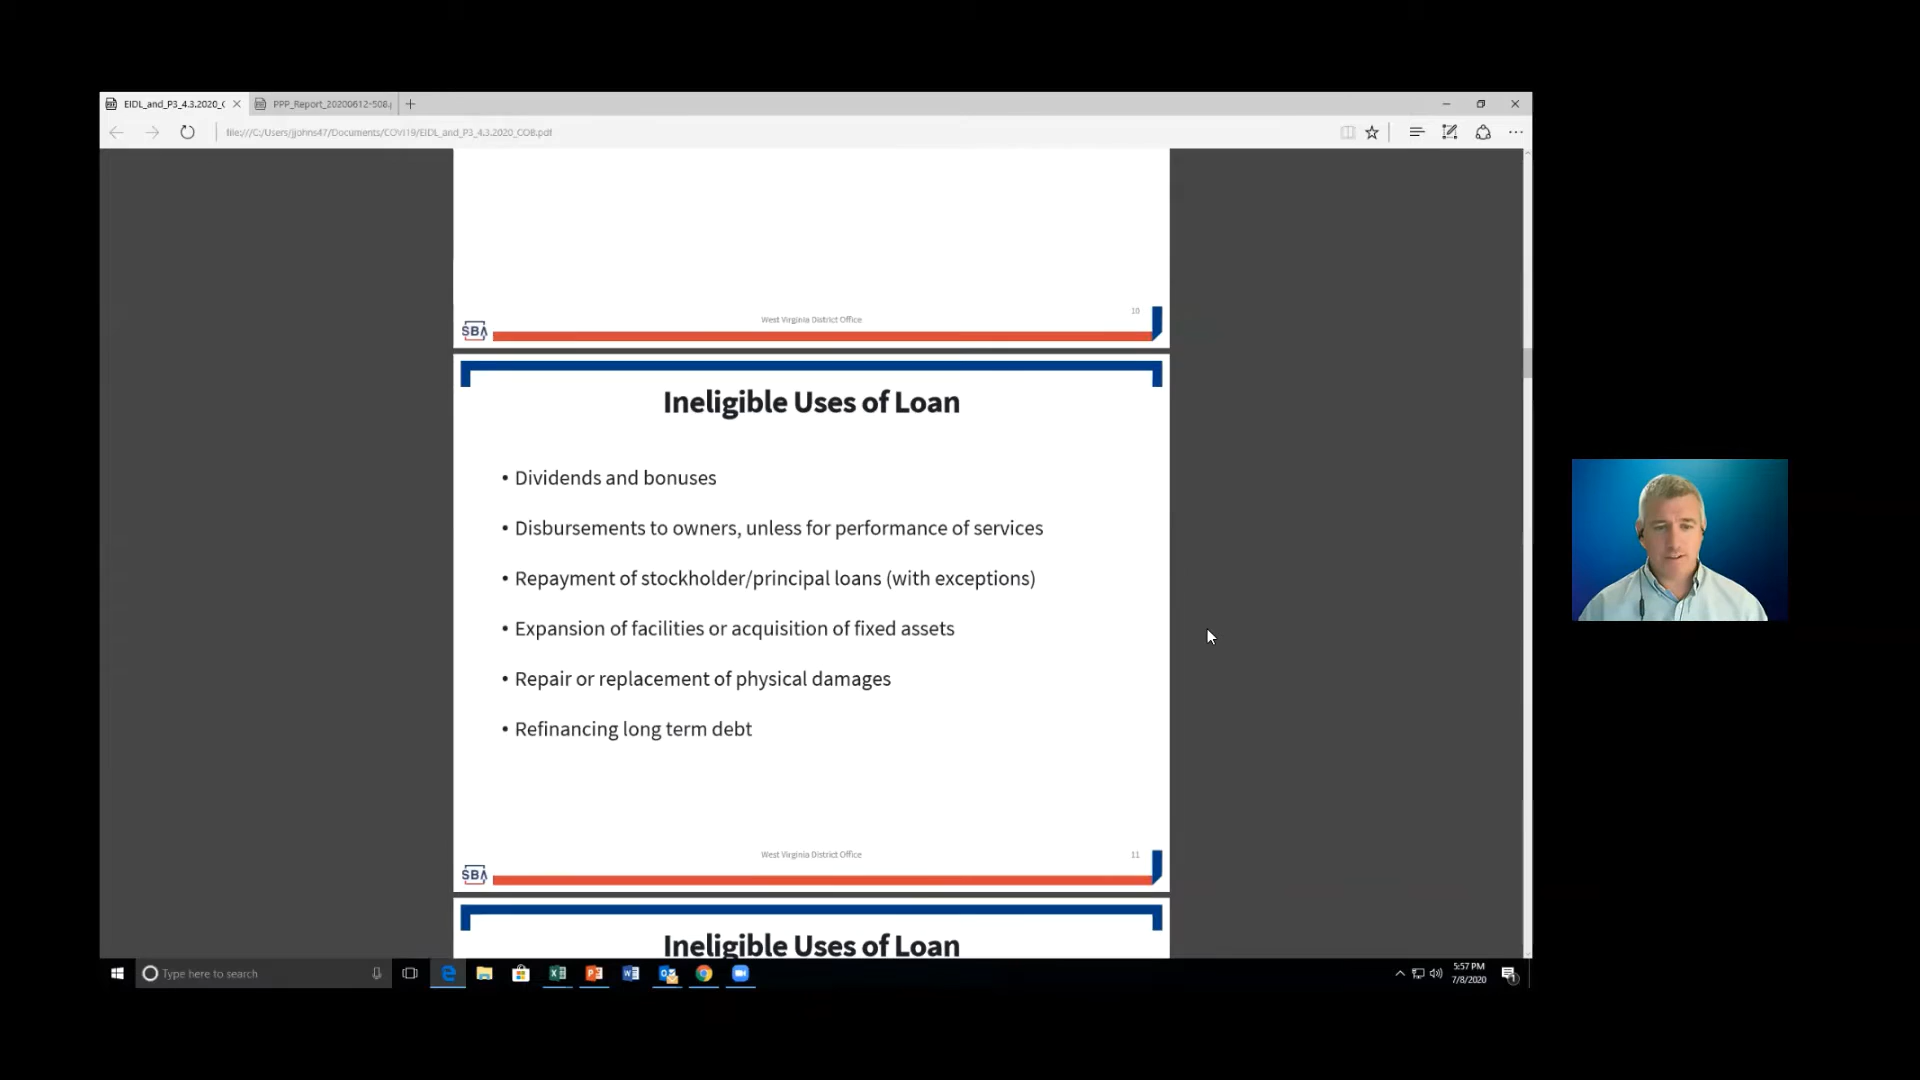 EIDL_and_P3_4.3.2020_C
PPP_Report_20200612-508.
file:///C:/Users/jjohns47/Documents/COVI19/EIDL_and_P3_4.3.2020_COB.pdf
West Virginia District Office
10
SBA
Ineligible Uses of Loan
• Dividends and bonuses
• Disbursements to owners, unless for performance of services
• Repayment of stockholder/principal loans (with exceptions)
• Expansion of facilities or acquisition of fixed assets
• Repair or replacement of physical damages
• Refinancing long term debt
West Virginia District Office
11
SBA
Ineligible Uses of Loan
Type here to search
5:57 PM
7/8/2020